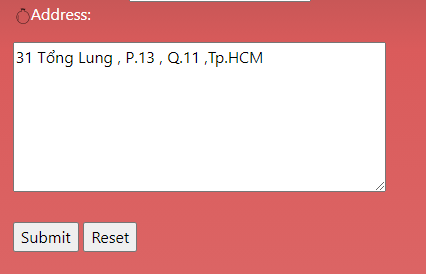 Address:
31 Tổng Lung , P.13 , Q.11 ,Tp.HCM
Submit Reset